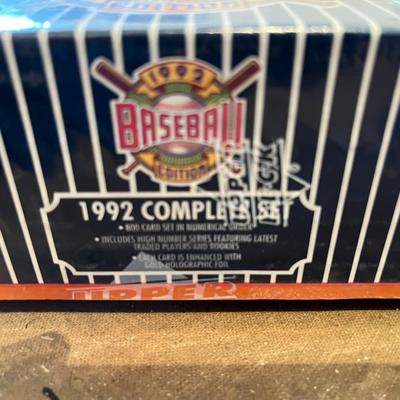 EDITION
1992
BASEBALL
EDITION
1992 COMPLETE SET
• 800 CARD SET IN NUMERICAL ORDER
• INCLUDES HIGH NUMBER SERIES FEATURING LATEST
TRADED PLAYERS AND ROOKIES
• EACH CARD IS ENHANCED WITH
GOLD HOLOGRAPHIC FOIL
UPPER